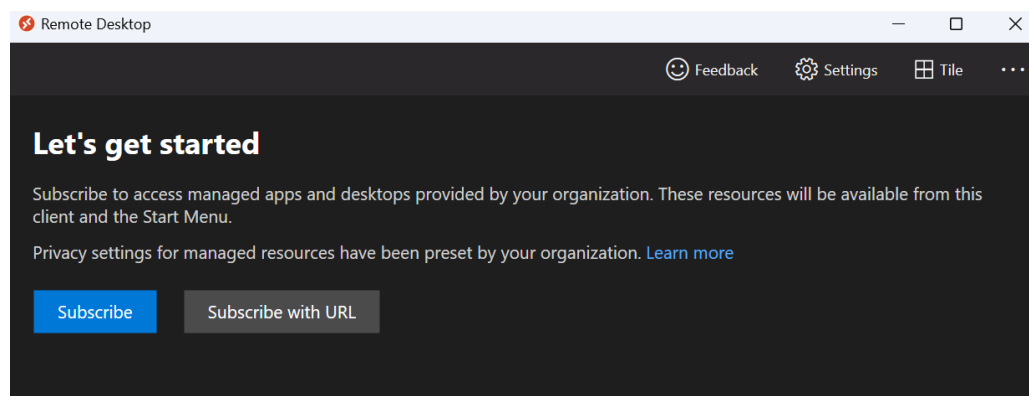 Remote Desktop
Feedback Settings Tile
Let's get started
Subscribe to access managed apps and desktops provided by your organization. These resources will be available from this
client and the Start Menu.
Privacy settings for managed resources have been preset by your organization. Learn more
Subscribe Subscribe with URL